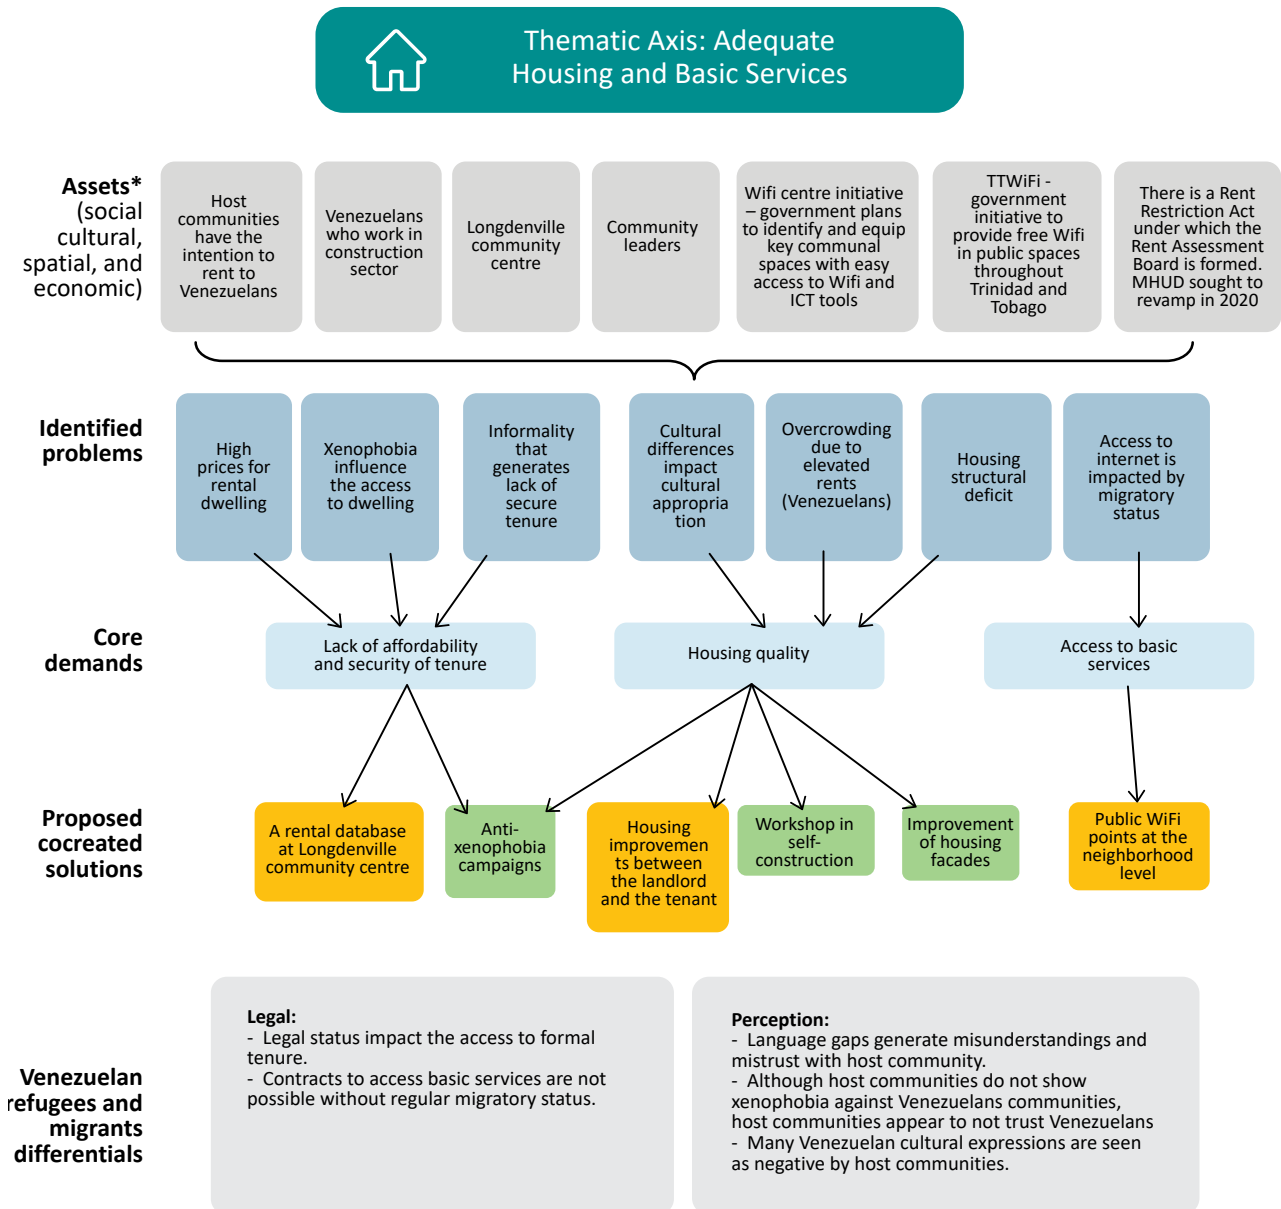 Thematic Axis: Adequate
Housing and Basic Services
Assets*
(social
cultural,
spatial, and
economic)
Host
communities
have the
intention to
rent to
Venezuelans
Venezuelans
who work in
construction
sector
Longdenville
community
centre
Community
leaders
Wifi centre initiative
– government plans
to identify and equip
key communal
spaces with easy
access to Wifi and
ICT tools
TTWiFi -
government
initiative to
provide free Wifi
in public spaces
throughout
Trinidad and
Tobago
There is a Rent
Restriction Act
under which the
Rent Assessment
Board is formed.
MHUD sought to
revamp in 2020
Identified
problems
High
prices for
rental
dwelling
Xenophobia
influence
the access
to dwelling
Informality
that
generates
lack of
secure
tenure
Cultural
differences
impact
cultural
appropria
tion
Overcrowding
due to
elevated
rents
(Venezuelans)
Housing
structural
deficit
Access to
internet is
impacted by
migratory
status
Core
demands
Lack of affordability
and security of tenure
Housing quality
Access to basic
services
Proposed
cocreated
solutions
A rental database
at Longdenville
community centre
Anti-
xenophobia
campaigns
Housing
improvemen
ts between
the landlord
and the tenant
Workshop in
self-
construction
Improvement
of housing
facades
Public WiFi
points at the
neighborhood
level
Venezuelan
refugees and
migrants
differentials
Legal:
- Legal status impact the access to formal
tenure.
- Contracts to access basic services are not
possible without regular migratory status.
Perception:
- Language gaps generate misunderstandings and
mistrust with host community.
- Although host communities do not show
xenophobia against Venezuelans communities,
host communities appear to not trust Venezuelans
- Many Venezuelan cultural expressions are seen
as negative by host communities.